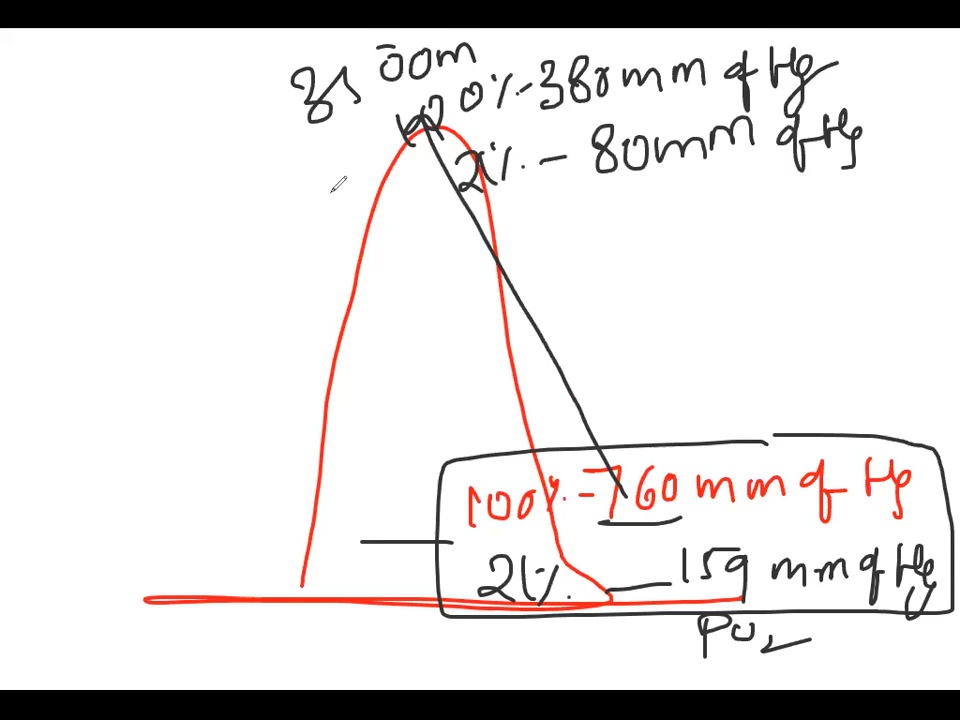 00m
100%-380mm of Hg
21%.-80mm of Hg
100%.-760 mm of Hg
21%. 159 mm of Hg
PO2